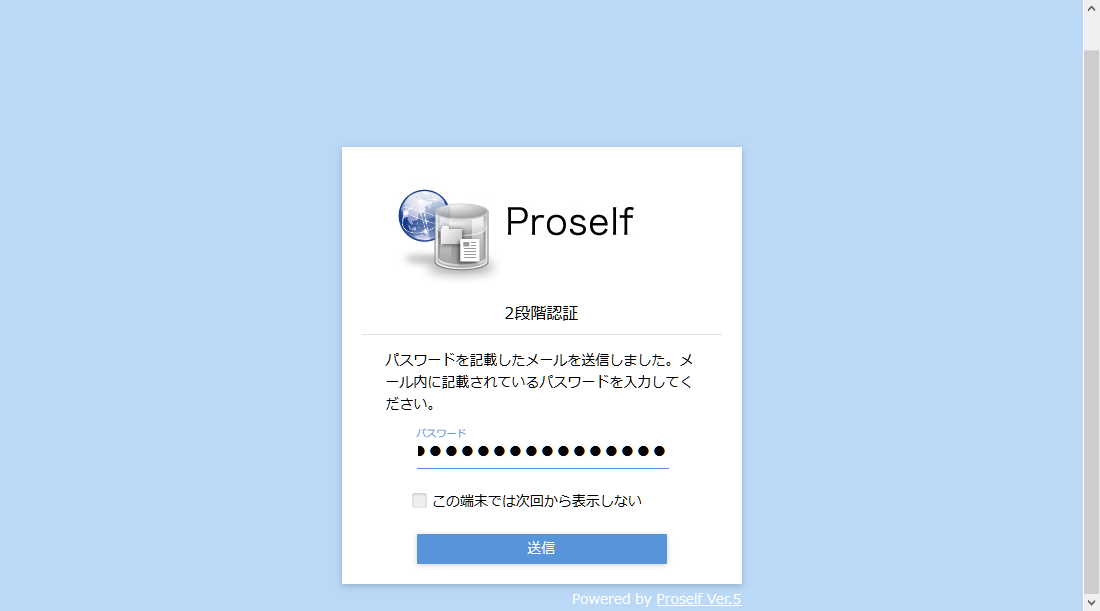 Proself
2段階認証
パスワードを記載したメールを送信しました。メ
ール内に記載されているパスワードを入力してく
ださい。
パスワード
この端末では次回から表示しない
送信
Powered by Proself Ver.5